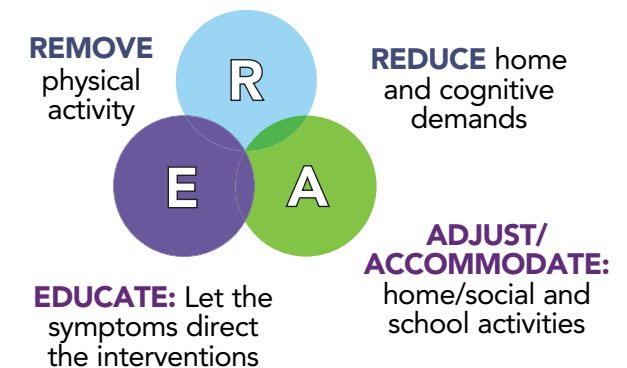 REMOVE
physical
activity
R
REDUCE home
and cognitive
demands
E
A
EDUCATE: Let the
symptoms direct
the interventions
ADJUST/
ACCOMMODATE:
home/social and
school activities